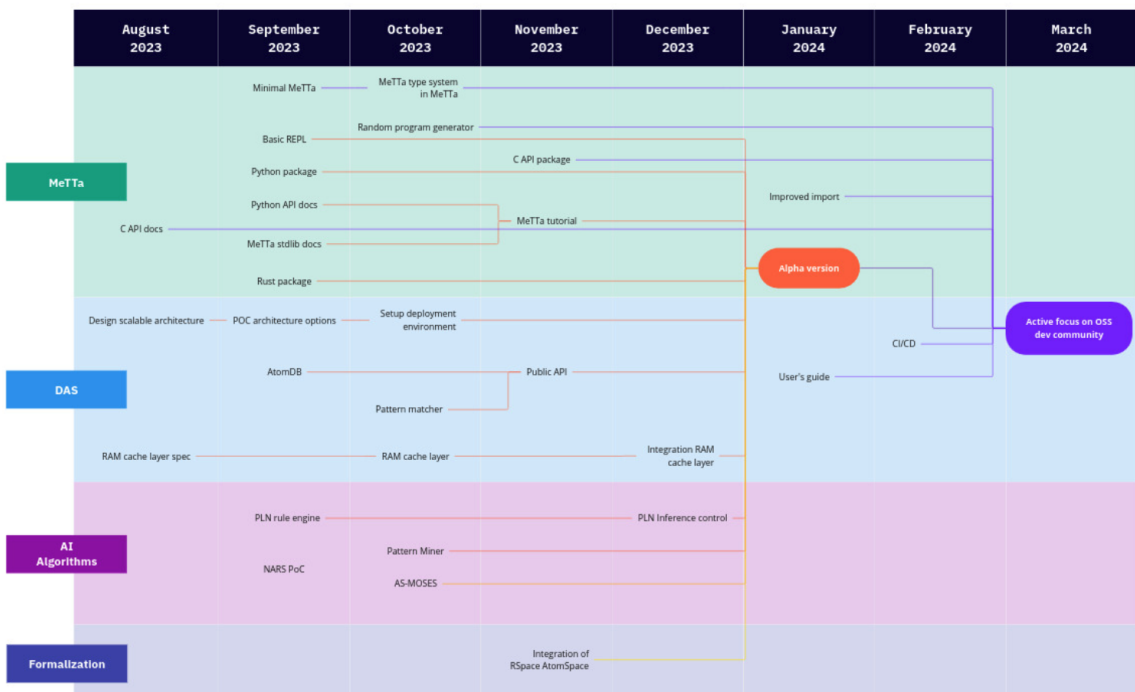 August
2023
September
2023
October
2023
November
2023
December
2023
January
2024
February
2024
March
2024
MeTTa
Minimal MeTTa
MeTTa type system
in MeTTa
Random program generator
Basic REPL
C API package
Python package
Improved import
Python API docs
MeTTa tutorial
C API docs
MeTTa stdlib docs
Alpha version
Rust package
DAS
Design scalable architecture
POC architecture options
Setup deployment
environment
Active focus on OSS
dev community
CI/CD
AtomDB
Public API
User's guide
Pattern matcher
RAM cache layer spec
RAM cache layer
Integration RAM
cache layer
AI
Algorithms
PLN rule engine
PLN Inference control
Pattern Miner
NARS PoC
AS-MOSES
Formalization
Integration of
RSpace AtomSpace